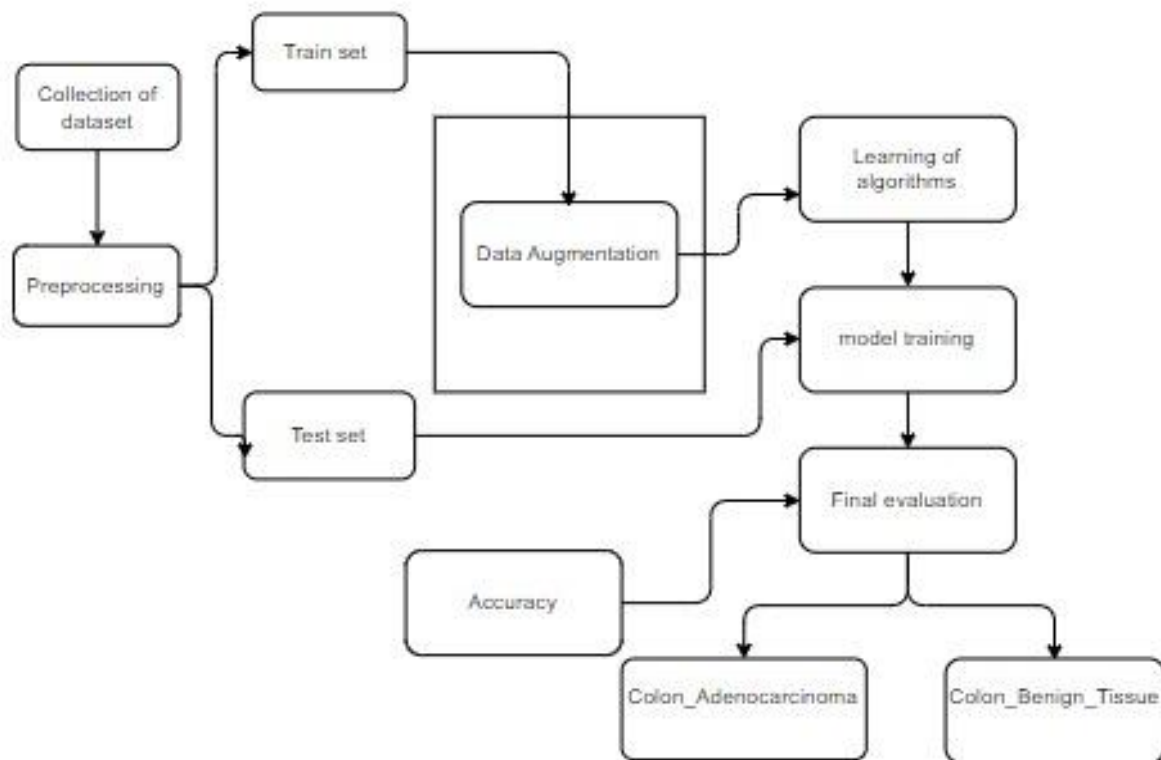 Train set
Collection of
dataset
Learning of
algorithms
Data Augmentation
Preprocessing
model training
Test set
Final evaluation
Accuracy
Colon_Adenocarcinoma
Colon_Benign_Tissue